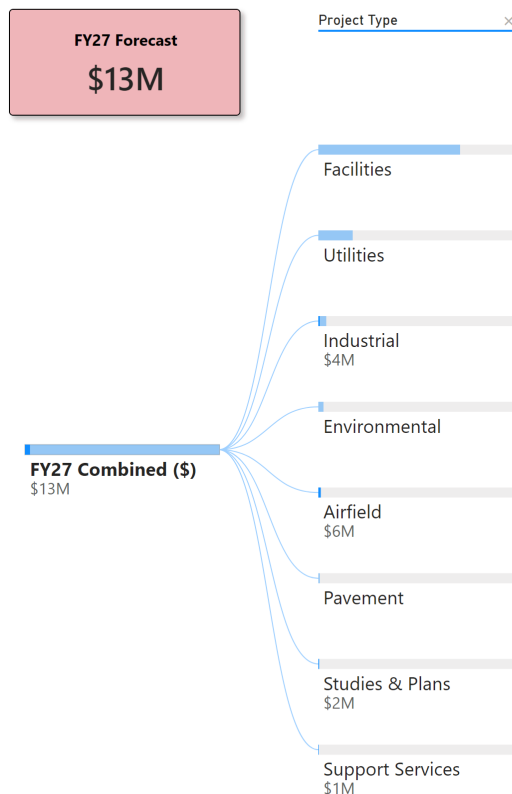 FY27 Forecast
$13M
Project Type
Facilities
Utilities
Industrial
$4M
Environmental
FY27 Combined ($)
$13M
Airfield
$6M
Pavement
Studies & Plans
$2M
Support Services
$1M